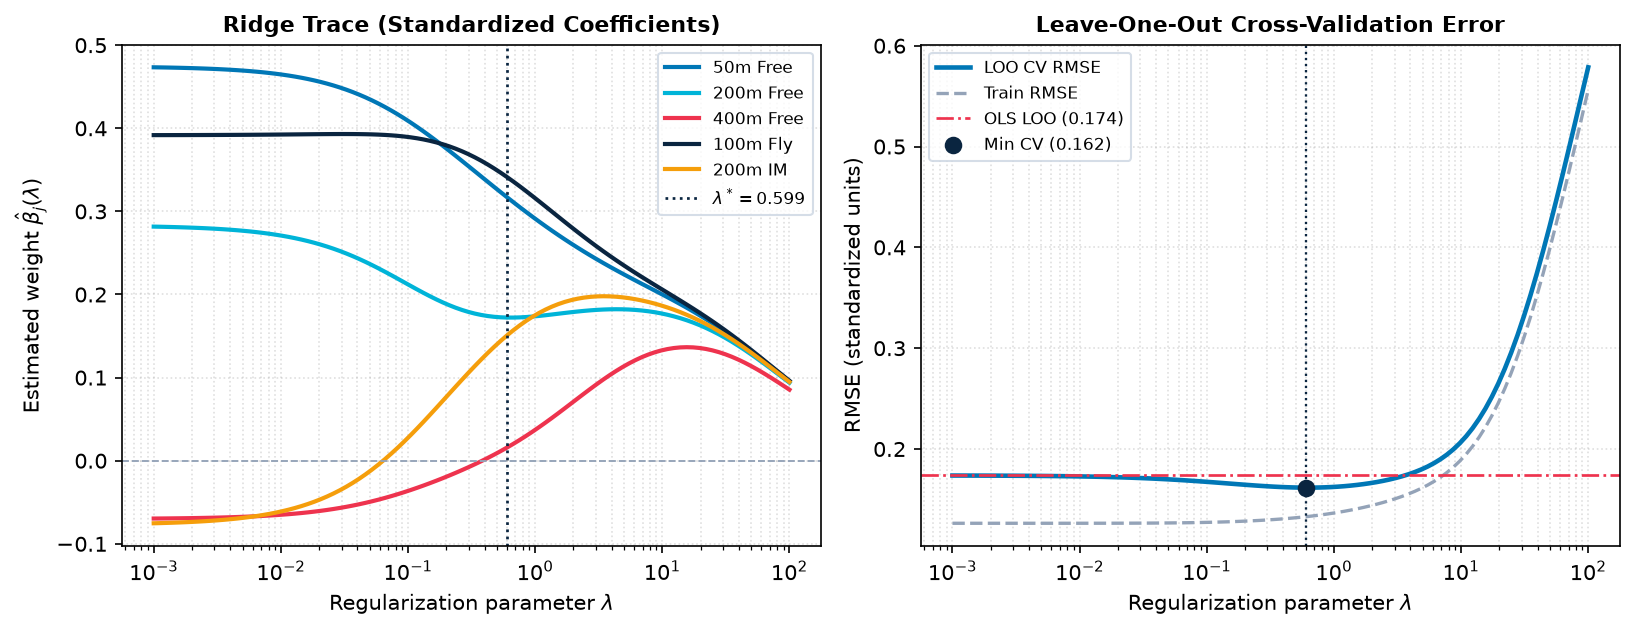 Ridge Trace (Standardized Coefficients)
Estimated weight β̂ⱼ(λ)
0.5
0.4
0.3
0.2
0.1
0.0
−0.1
50m Free
200m Free
400m Free
100m Fly
200m IM
λ* = 0.599
10⁻³ 10⁻² 10⁻¹ 10⁰ 10¹ 10²
Regularization parameter λ
Leave-One-Out Cross-Validation Error
RMSE (standardized units)
0.6
0.5
0.4
0.3
0.2
LOO CV RMSE
Train RMSE
OLS LOO (0.174)
Min CV (0.162)
10⁻³ 10⁻² 10⁻¹ 10⁰ 10¹ 10²
Regularization parameter λ